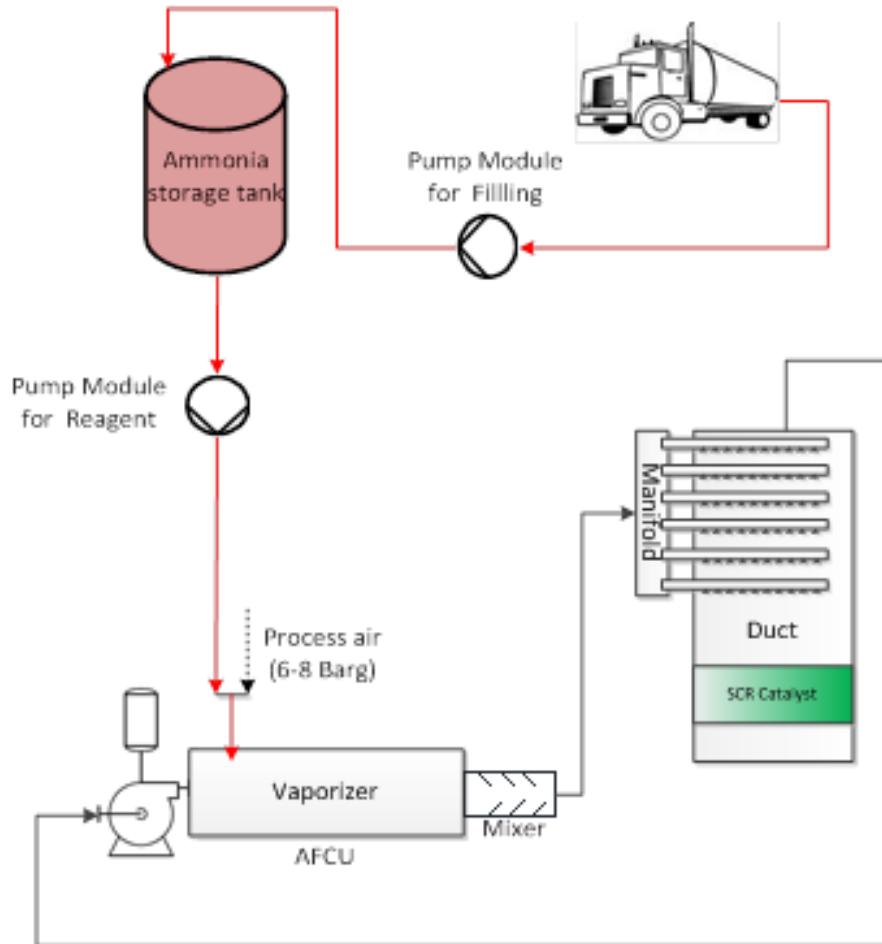 Ammonia
storage tank
Pump Module
for Fillling
Pump Module
for Reagent
Manifold
Process air
(6-8 Barg)
Duct
SCR Catalyst
Vaporizer
Mixer
AFCU